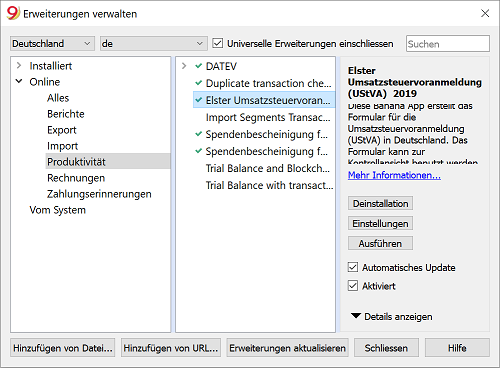 Erweiterungen verwalten
Deutschland
de
Universelle Erweiterungen einschliessen
Suchen
Installiert
Online
Alles
Berichte
Export
Import
Produktivität
Rechnungen
Zahlungserinnerungen
Vom System
DATEV
Duplicate transaction che...
Elster Umsatzsteuervoran...
Import Segments Transac...
Spendenbescheinigung f...
Spendenbescheinigung f...
Trial Balance and Blockch...
Trial Balance with transact...
Elster
Umsatzsteuervoranmeldung
(UStVA) 2019
Diese Banana App erstellt das
Formular für die
Umsatzsteuervoranmeldung
(UStVA) in Deutschland. Das
Formular kann zur
Kontrollansicht benutzt werden
Mehr Informationen...
Deinstallation
Einstellungen
Ausführen
Automatisches Update
Aktiviert
Details anzeigen
Hinzufügen von Datei...
Hinzufügen von URL...
Erweiterungen aktualisieren
Schliessen
Hilfe